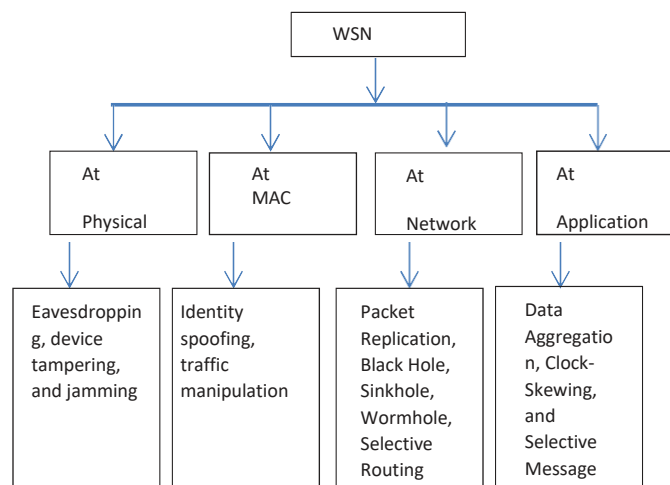 WSN
At
Physical
At
MAC
At
Network
At
Application
Eavesdroppin
g, device
tampering,
and jamming
Identity
spoofing,
traffic
manipulation
Packet
Replication,
Black Hole,
Sinkhole,
Wormhole,
Selective
Routing
Data
Aggregatio
n, Clock-
Skewing,
and
Selective
Message